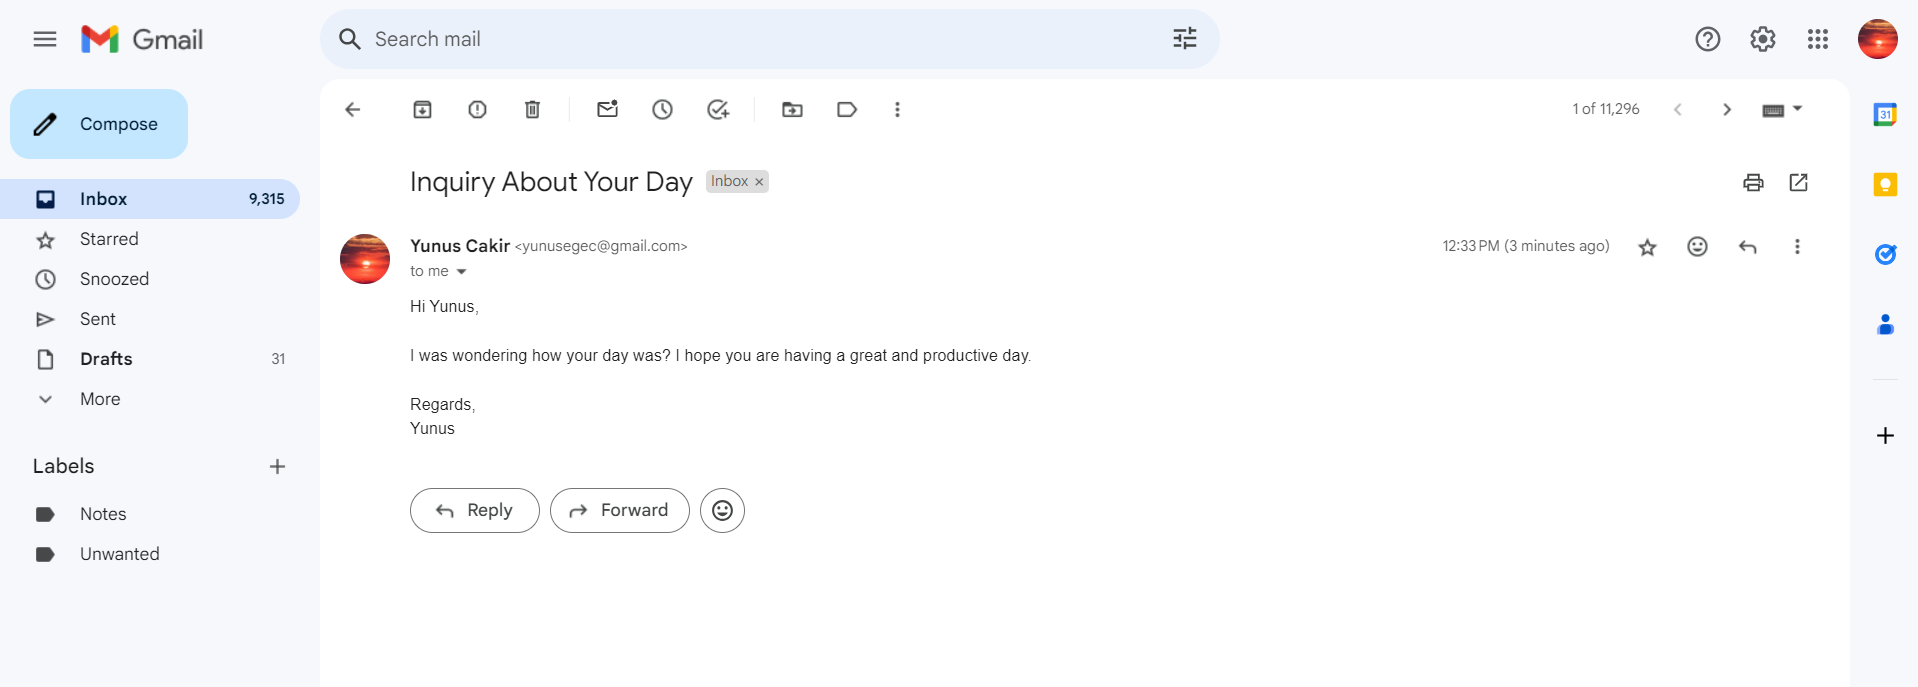 Gmail
Search mail
Compose
Inbox 9,315
Starred
Snoozed
Sent
Drafts 31
More
Labels
Notes
Unwanted
1 of 11,296
Inquiry About Your Day Inbox ×
Yunus Cakir <yunusegec@gmail.com> 12:33 PM (3 minutes ago)
to me
Hi Yunus,
I was wondering how your day was? I hope you are having a great and productive day.
Regards,
Yunus
Reply Forward
31